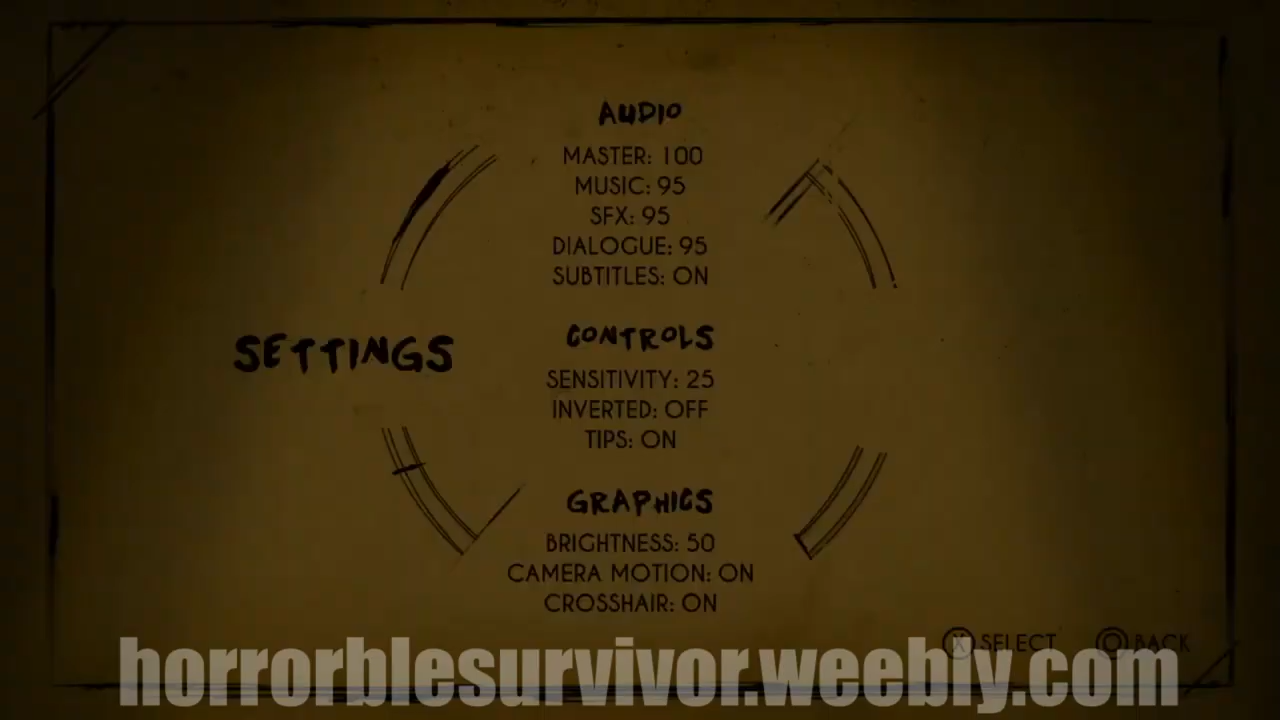 AUDIO
MASTER: 100
MUSIC: 95
SFX: 95
DIALOGUE: 95
SUBTITLES: ON
SETTINGS
CONTROLS
SENSITIVITY: 25
INVERTED: OFF
TIPS: ON
GRAPHICS
BRIGHTNESS: 50
CAMERA MOTION: ON
CROSSHAIR: ON
X SELECT O BACK
horrorblesurvivor.weebly.com